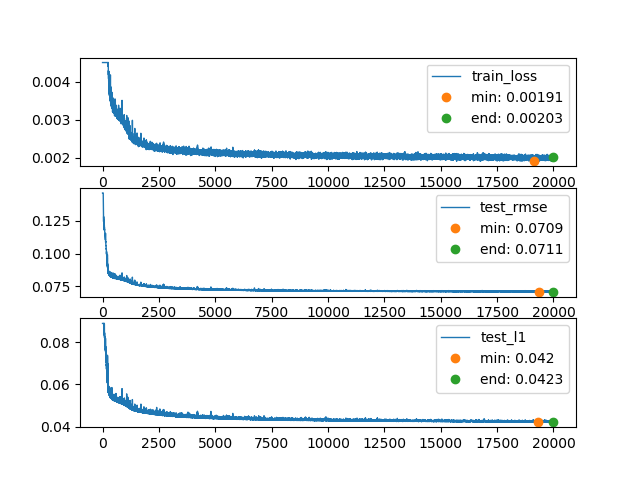 0.004
0.003
0.002
train_loss
min: 0.00191
end: 0.00203
0 2500 5000 7500 10000 12500 15000 17500 20000
0.125
0.100
0.075
test_rmse
min: 0.0709
end: 0.0711
0 2500 5000 7500 10000 12500 15000 17500 20000
0.08
0.06
0.04
test_l1
min: 0.042
end: 0.0423
0 2500 5000 7500 10000 12500 15000 17500 20000